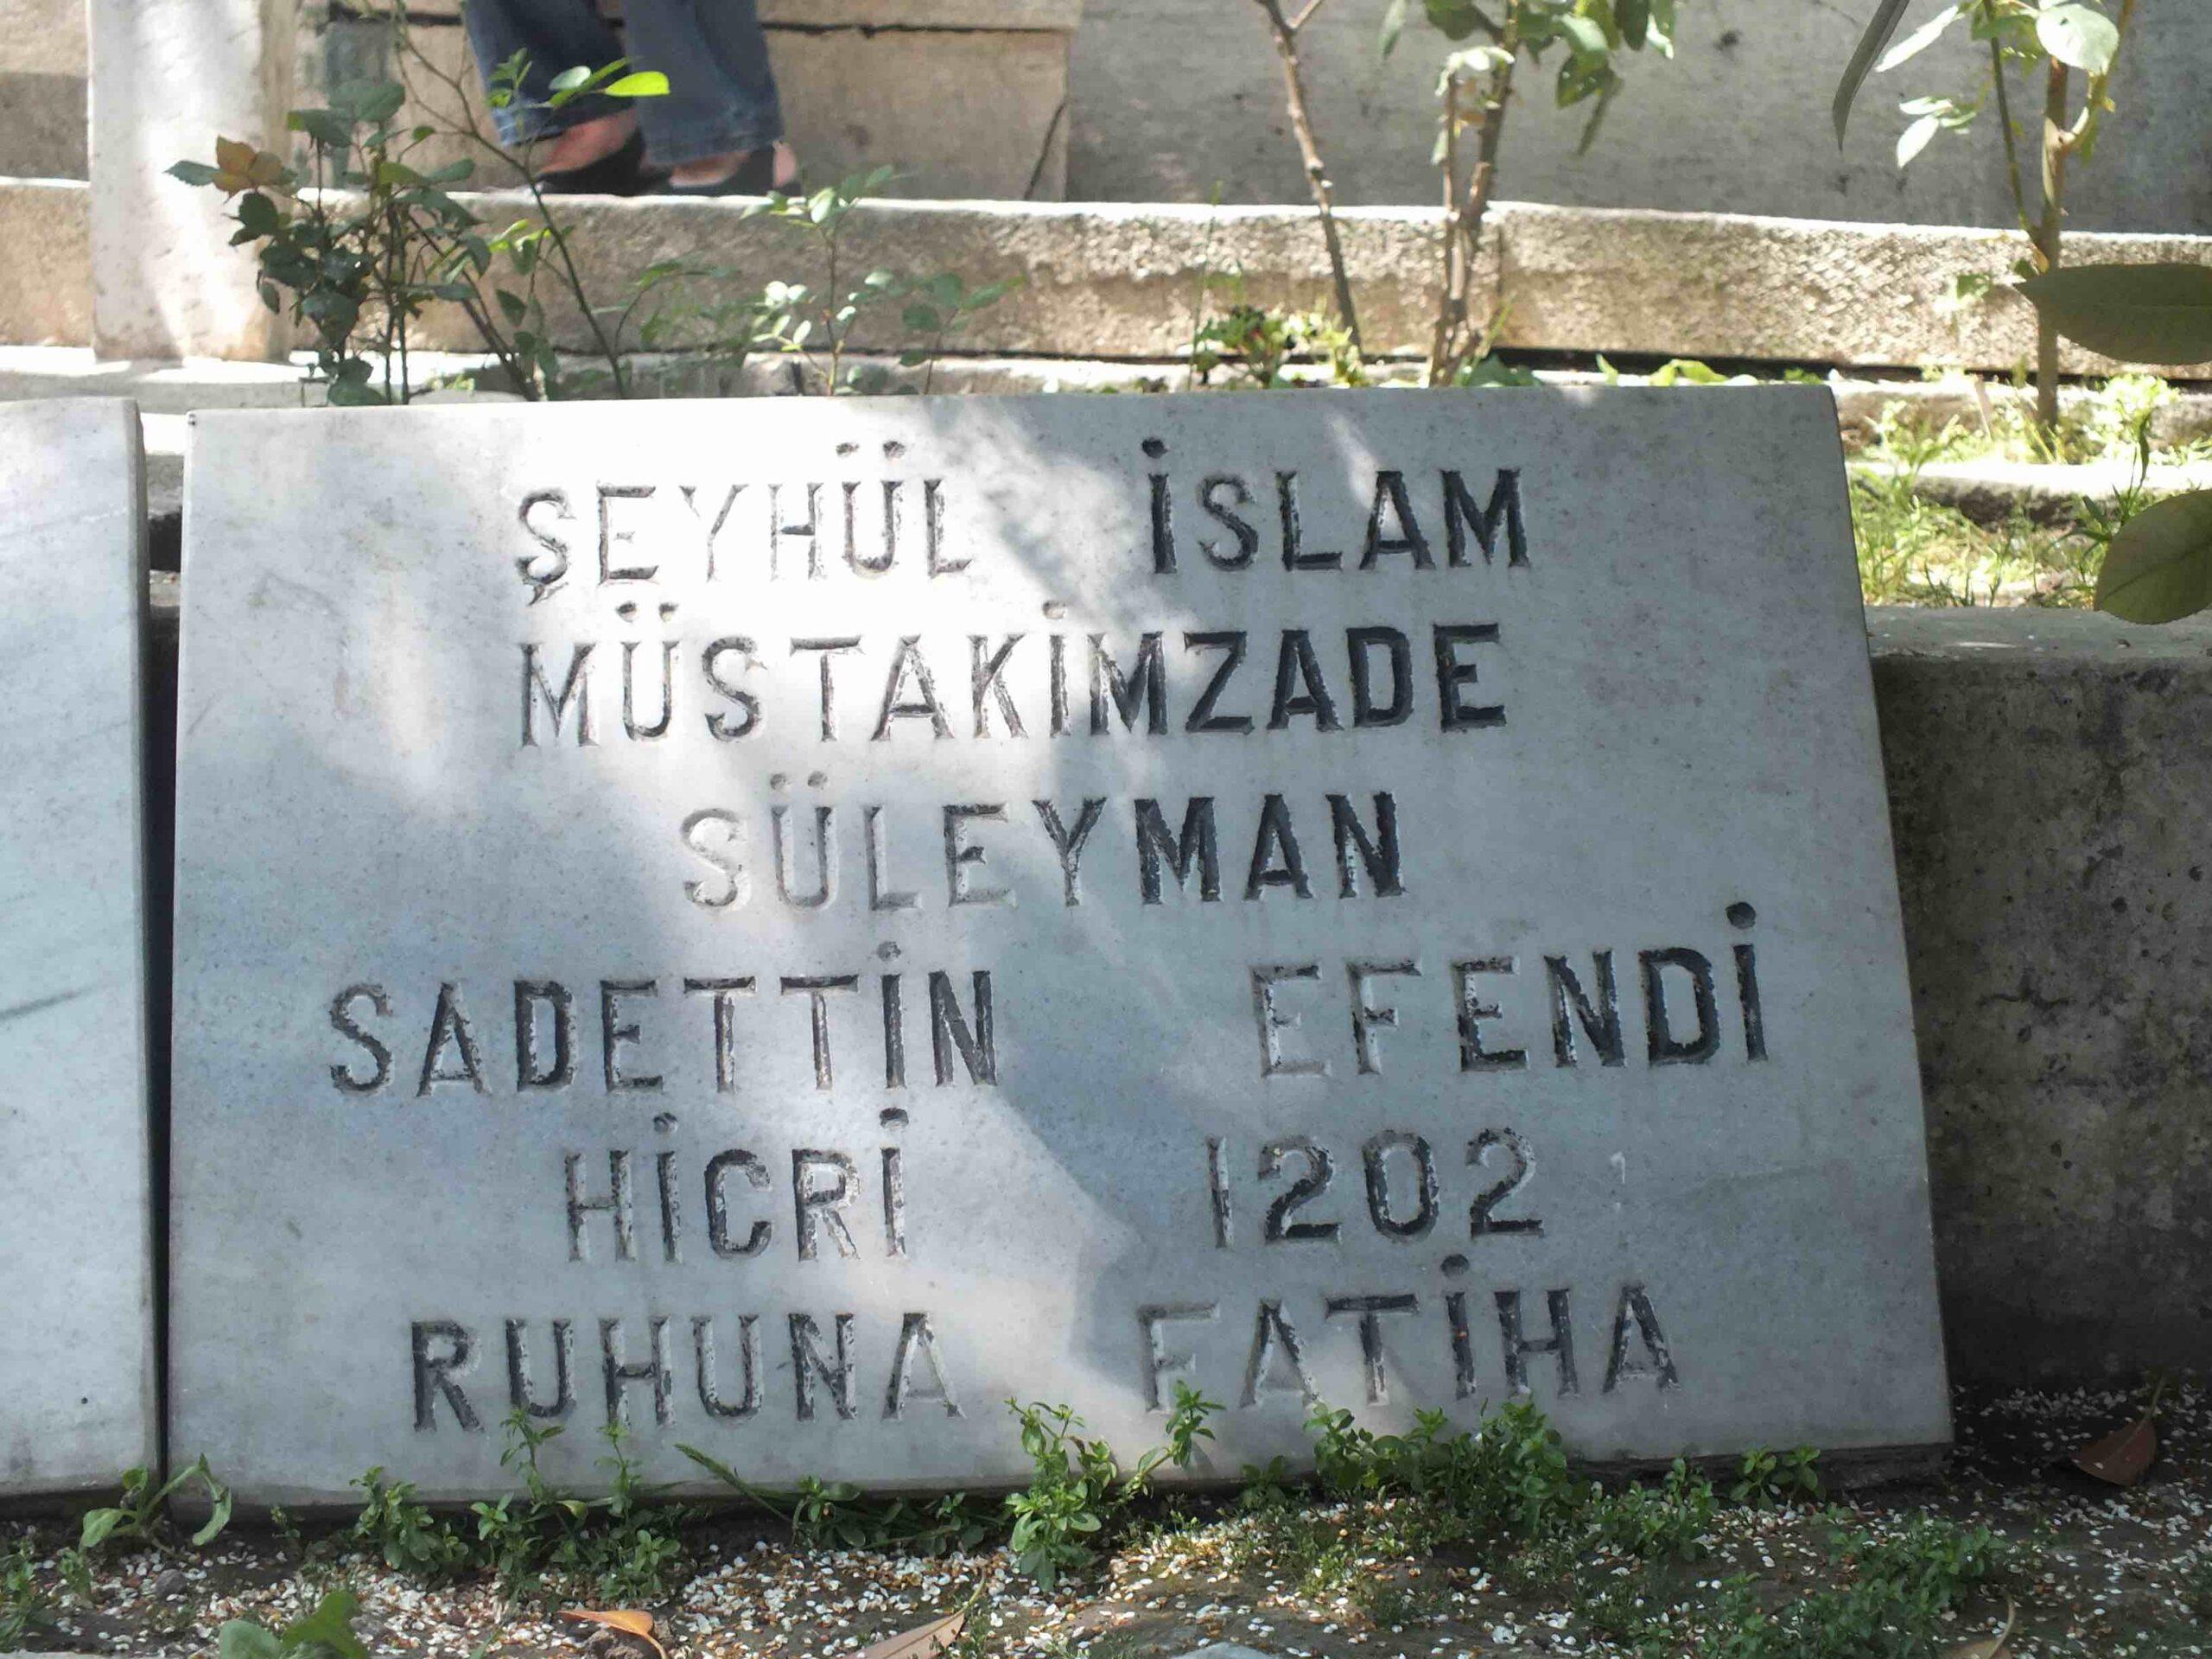 ŞEYHÜL İSLAM
MÜSTAKİMZADE
SÜLEYMAN
SADETTİN EFENDİ
HİCRİ 1202
RUHUNA FATİHA